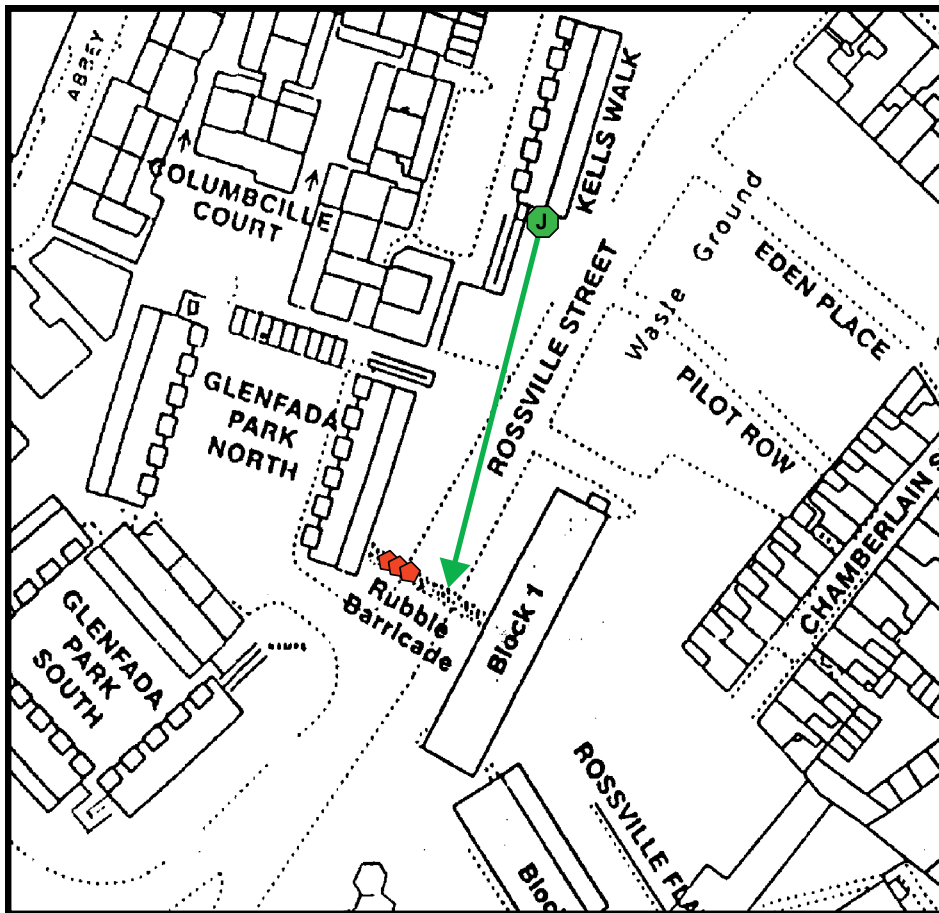 ABBEY
COLUMBCILLE
COURT
KELLS WALK
J
Waste Ground
EDEN PLACE
ROSSVILLE STREET
PILOT ROW
GLENFADA
PARK
NORTH
CHAMBERLAIN S
Rubble
Barricade
Block 1
GLENFADA
PARK
SOUTH
ROSSVILLE FLA
Bloc